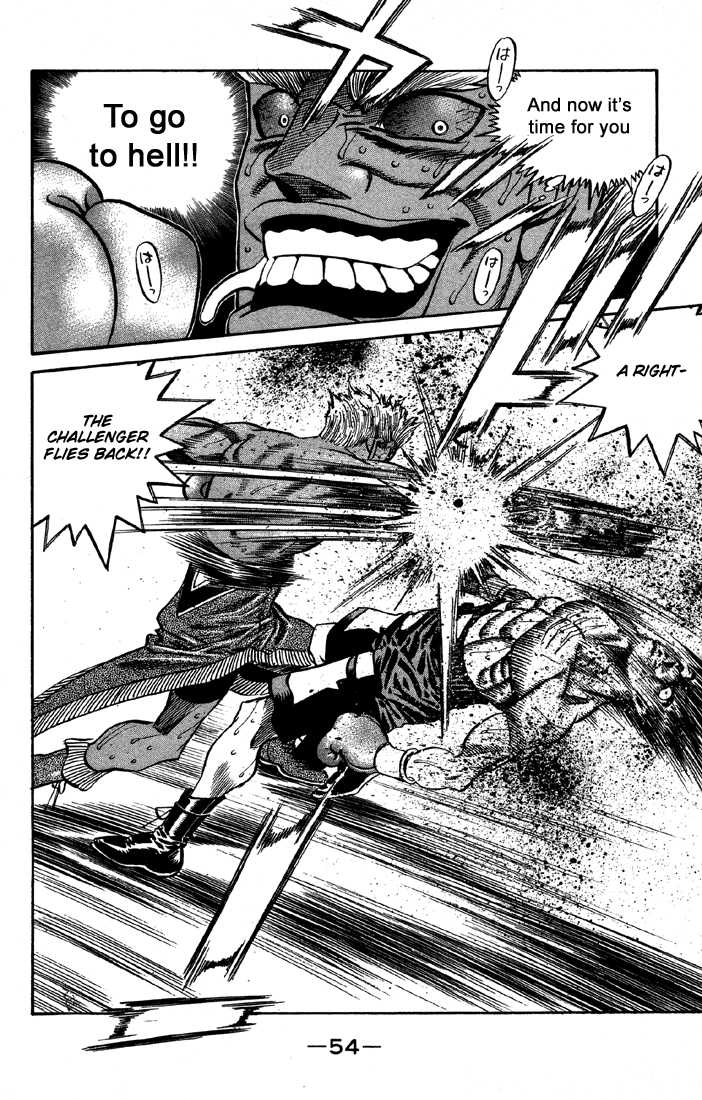 And now it's
time for you
To go
to hell!!
はーっ
はーっ
はーっ
はーっ
A RIGHT-
THE
CHALLENGER
FLIES BACK!!
—54—